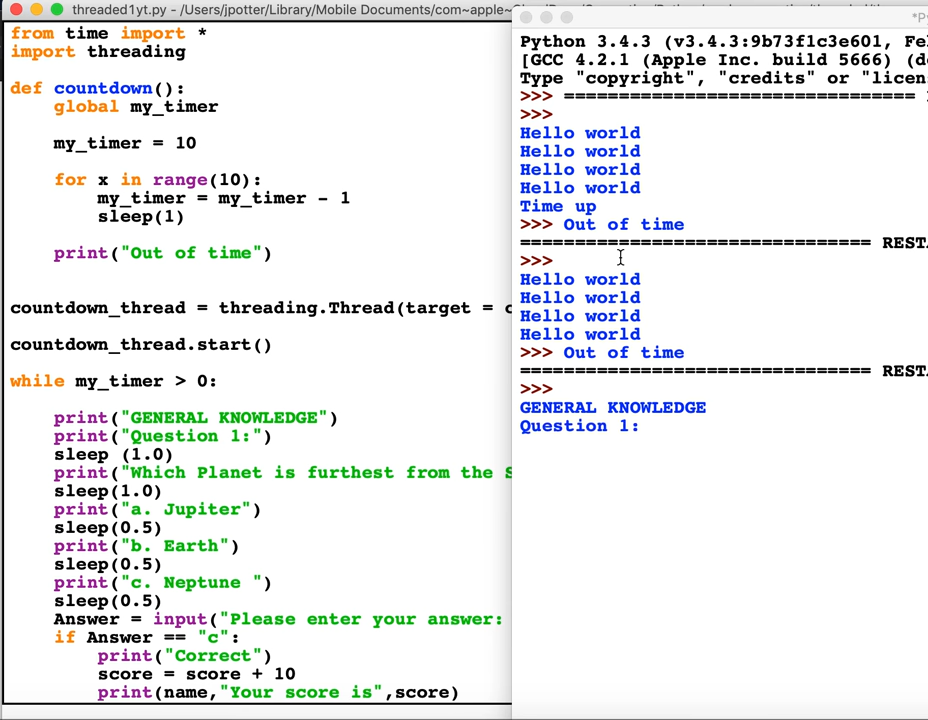 threaded1yt.py - /Users/jpotter/Library/Mobile Documents/com~apple~
from time import *
import threading
def countdown():
global my_timer
my_timer = 10
for x in range(10):
my_timer = my_timer - 1
sleep(1)
print("Out of time")
countdown_thread = threading.Thread(target = c
countdown_thread.start()
while my_timer > 0:
print("GENERAL KNOWLEDGE")
print("Question 1:")
sleep (1.0)
print("Which Planet is furthest from the S
sleep(1.0)
print("a. Jupiter")
sleep(0.5)
print("b. Earth")
sleep(0.5)
print("c. Neptune ")
sleep(0.5)
Answer = input("Please enter your answer:
if Answer == "c":
print("Correct")
score = score + 10
print(name,"Your score is",score)
*Py
Python 3.4.3 (v3.4.3:9b73f1c3e601, Fe
[GCC 4.2.1 (Apple Inc. build 5666) (d
Type "copyright", "credits" or "licen
>>> ================================
>>>
Hello world
Hello world
Hello world
Hello world
Time up
>>> Out of time
================================ REST
>>>
Hello world
Hello world
Hello world
Hello world
>>> Out of time
================================ REST
>>>
GENERAL KNOWLEDGE
Question 1: